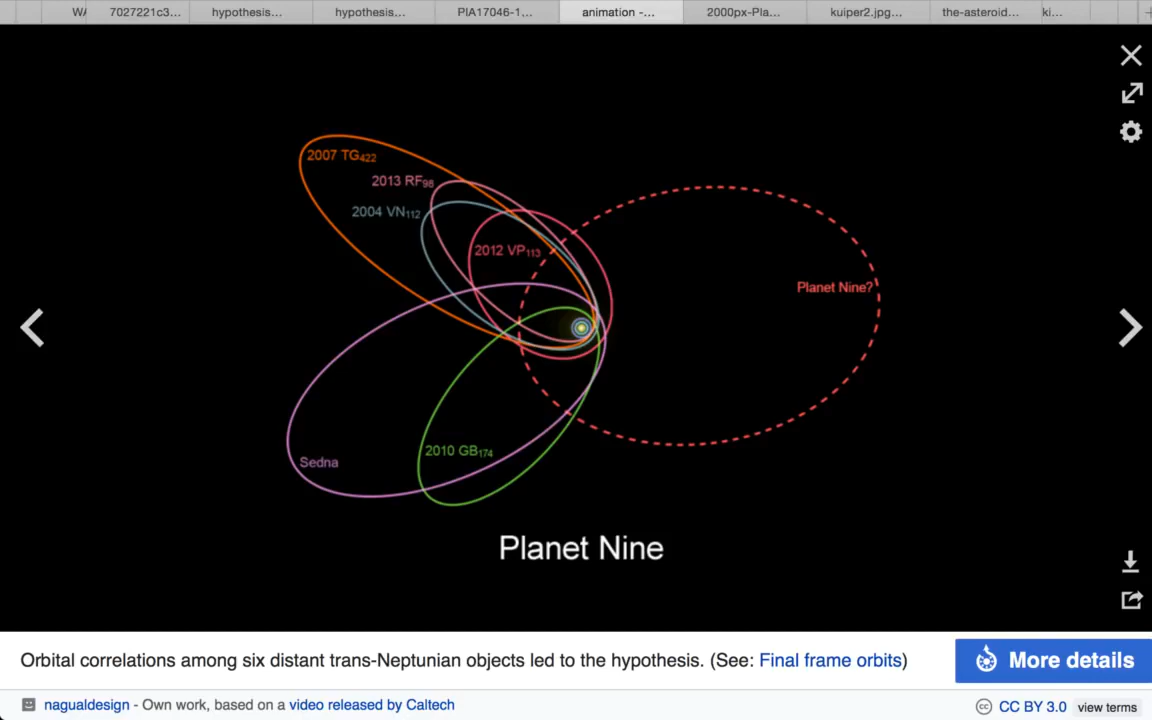 7027221c3...
hypothesis...
hypothesis...
PIA17046-1,...
animation -...
2000px-Pla...
kuiper2.jpg...
the-asteroid...
ki...
2007 TG422
2013 RF98
2004 VN112
2012 VP113
Planet Nine?
2010 GB174
Sedna
Planet Nine
Orbital correlations among six distant trans-Neptunian objects led to the hypothesis. (See: Final frame orbits)
More details
nagualdesign - Own work, based on a video released by Caltech
cc CC BY 3.0 view terms